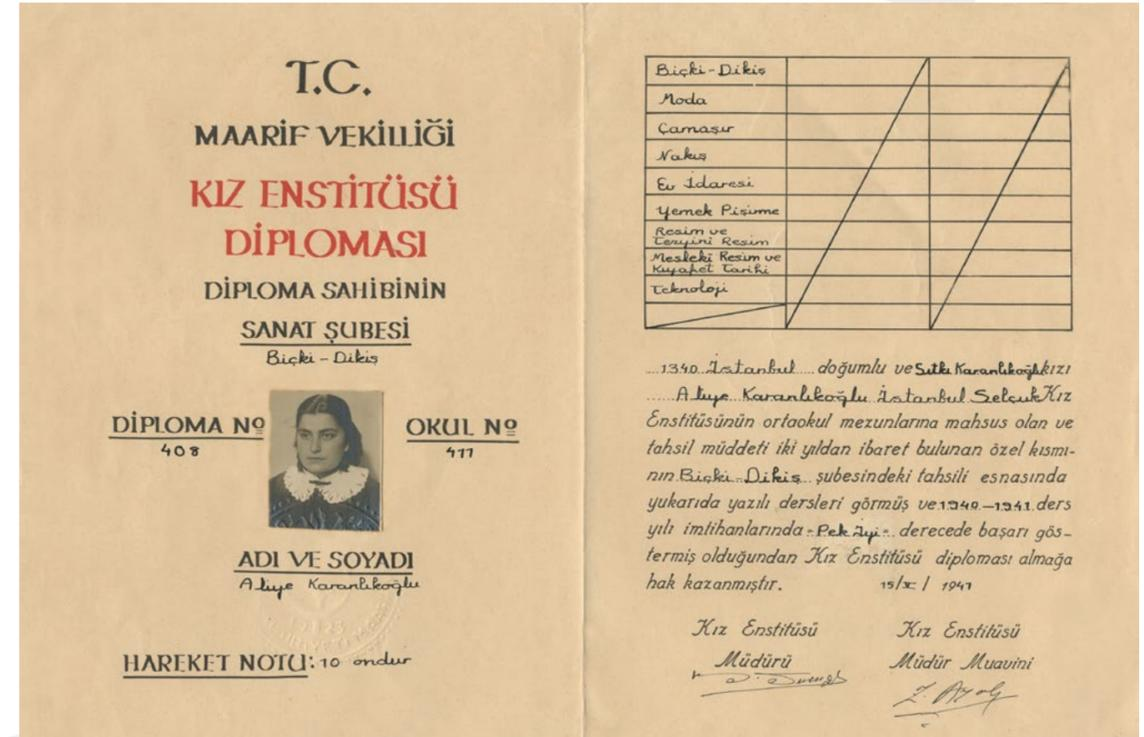 T.C.
MAARİF VEKİLLİĞİ
KIZ ENSTİTÜSÜ
DİPLOMASI
DİPLOMA SAHİBİNİN
SANAT ŞUBESİ
Biçki - Dikiş
DİPLOMA Nº
408
OKUL Nº
477
ADI VE SOYADI
Aliye Karanlıkoğlu
HAREKET NOTU: 10 ondur
Biçki - Dikiş
Moda
Çamaşır
Nakış
Ev İdaresi
Yemek Pişirme
Resim ve
Tezyini Resim
Mesleki Resim ve
Kıyafet Tarihi
Teknoloji
1340 İstanbul doğumlu ve Sıtkı Karanlıkoğlu kızı
Aliye Karanlıkoğlu İstanbul Selçuk Kız
Enstitüsünün ortaokul mezunlarına mahsus olan ve
tahsil müddeti iki yıldan ibaret bulunan özel kısmı-
nın Biçki-Dikiş şubesindeki tahsili esnasında
yukarıda yazılı dersleri görmüş ve 1940-1941 ders
yılı imtihanlarında - Pek İyi - derecede başarı gös-
termiş olduğundan Kız Enstitüsü diploması almağa
hak kazanmıştır. 15/X/1941
Kız Enstitüsü
Müdürü
Kız Enstitüsü
Müdür Muavini